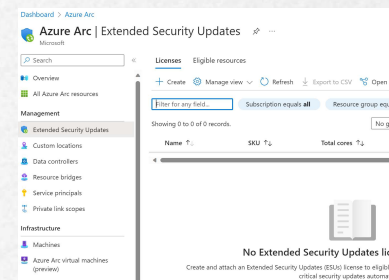 Dashboard > Azure Arc >
Azure Arc | Extended Security Updates
Microsoft
Search
Overview
All Azure Arc resources
Management
Extended Security Updates
Custom locations
Data controllers
Resource bridges
Service principals
Private link scopes
Infrastructure
Machines
Azure Arc virtual machines
(preview)
Licenses Eligible resources
Create Manage view Refresh Export to CSV Open
Filter for any field... Subscription equals all Resource group equ
Showing 0 to 0 of 0 records. No g
Name ↑↓ SKU ↑↓ Total cores ↑↓
No Extended Security Updates lic
Create and attach an Extended Security Updates (ESUs) license to eligibl
critical security updates automa